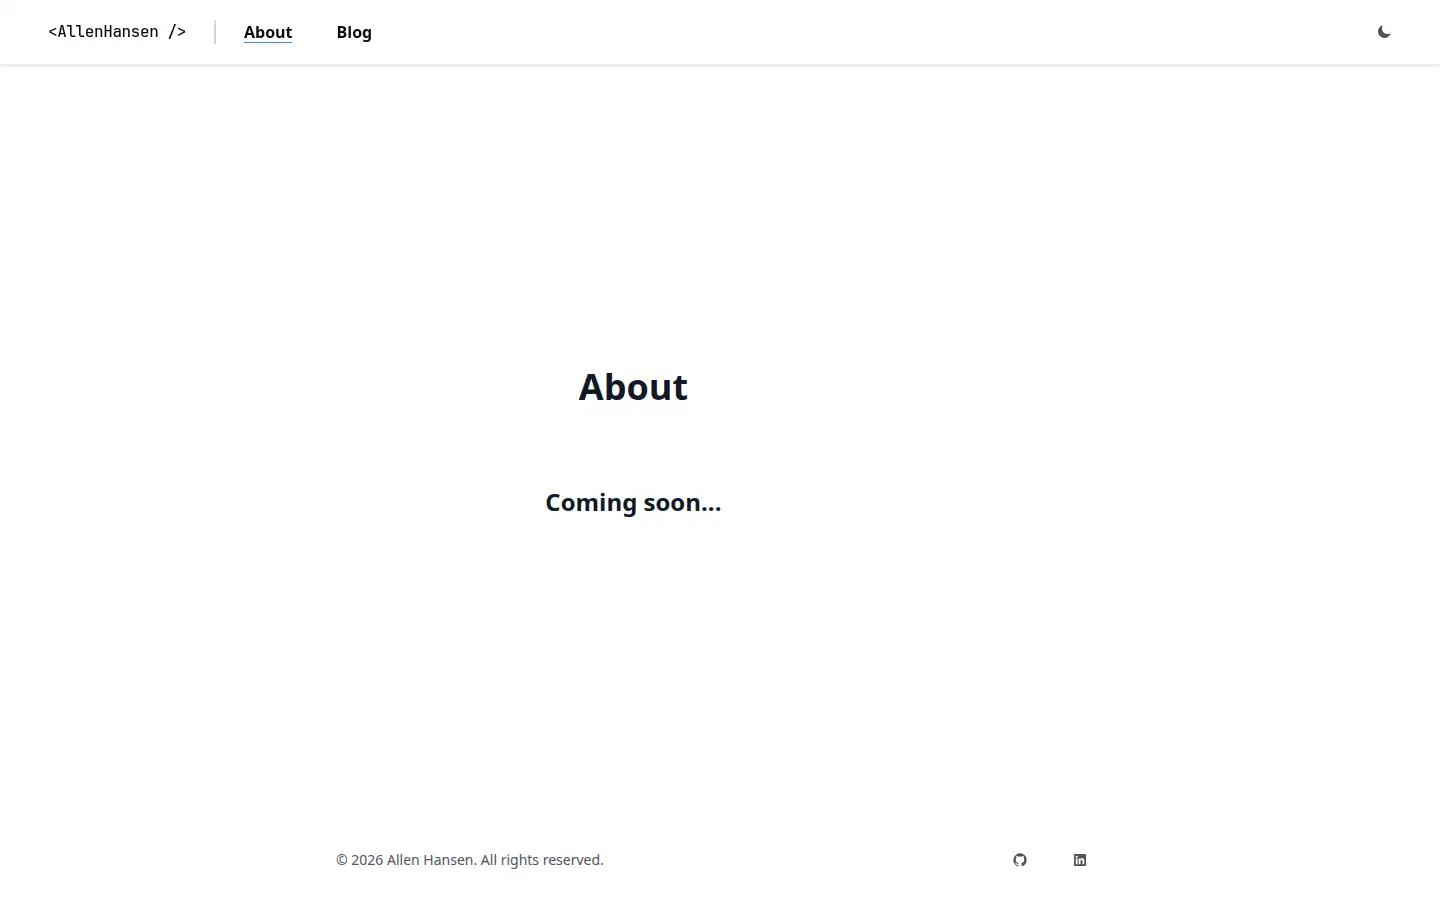 <AllenHansen />
About
Blog
About
Coming soon...
© 2026 Allen Hansen. All rights reserved.